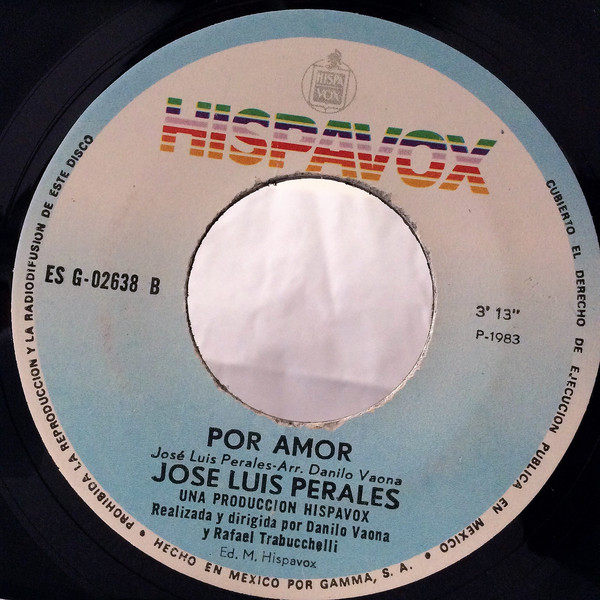 HISPA
VOX
HISPAVOX
ES G-02638 B
3' 13"
P-1983
POR AMOR
José Luis Perales-Arr. Danilo Vaona
JOSE LUIS PERALES
UNA PRODUCCION HISPAVOX
Realizada y dirigida por Danilo Vaona
y Rafael Trabucchelli
Ed. M. Hispavox
• PROHIBIDA LA REPRODUCCION Y LA RADIODIFUSION DE ESTE DISCO
CUBIERTO EL DERECHO DE EJECUCION PUBLICA EN MEXICO •
HECHO EN MEXICO POR GAMMA, S. A.